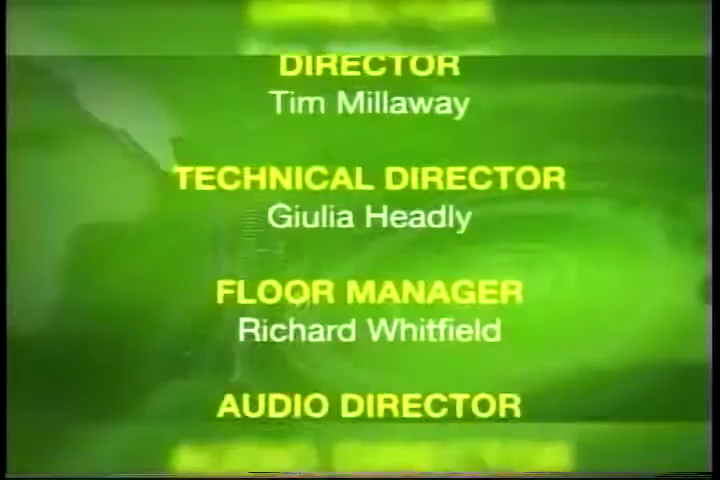 DIRECTOR
Tim Millaway
TECHNICAL DIRECTOR
Giulia Headly
FLOOR MANAGER
Richard Whitfield
AUDIO DIRECTOR